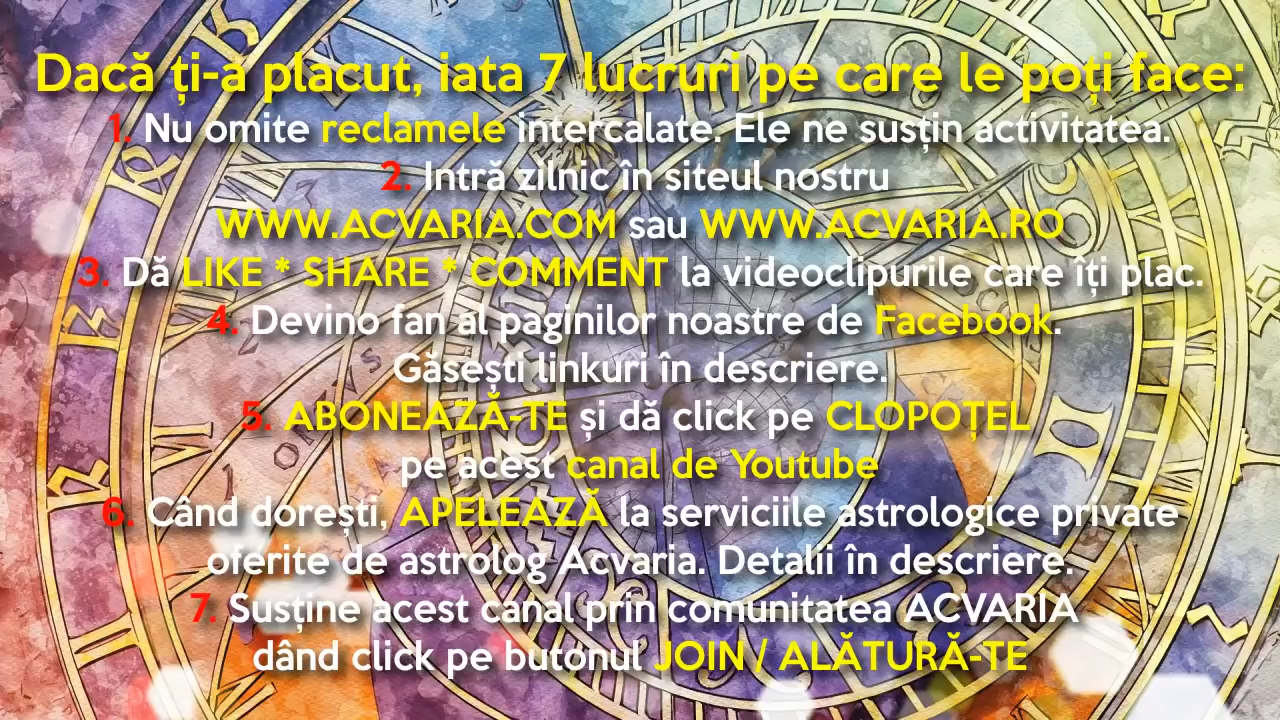 Dacă ți-a placut, iata 7 lucruri pe care le poți face:
1. Nu omite reclamele intercalate. Ele ne susțin activitatea.
2. Intră zilnic în siteul nostru
WWW.ACVARIA.COM sau WWW.ACVARIA.RO
3. Dă LIKE * SHARE * COMMENT la videoclipurile care îți plac.
4. Devino fan al paginilor noastre de Facebook.
Găsești linkuri în descriere.
5. ABONEAZĂ-TE și dă click pe CLOPOȚEL
pe acest canal de Youtube
6. Când dorești, APELEAZĂ la serviciile astrologice private
oferite de astrolog Acvaria. Detalii în descriere.
7. Susține acest canal prin comunitatea ACVARIA
dând click pe butonul JOIN / ALĂTURĂ-TE